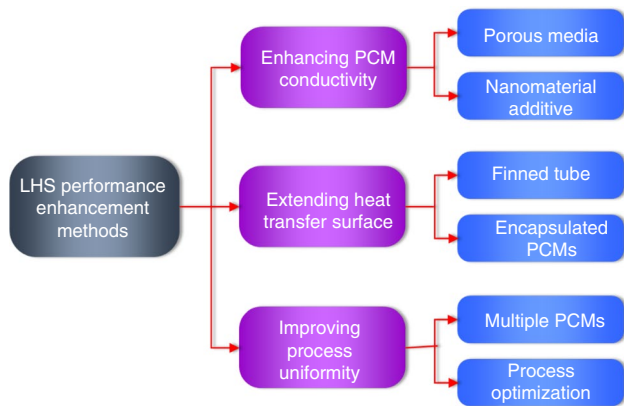 LHS performance
enhancement
methods
Enhancing PCM
conductivity
Porous media
Nanomaterial
additive
Extending heat
transfer surface
Finned tube
Encapsulated
PCMs
Improving
process
uniformity
Multiple PCMs
Process
optimization